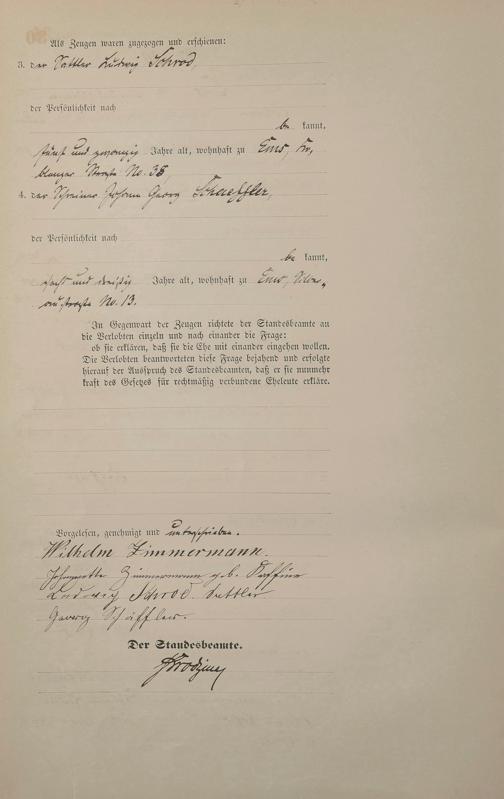 Als Zeugen waren zugezogen und erschienen:
3. der Sattler Ludwig Schrod
der Persönlichkeit nach
be kannt,
fünf und zwanzig Jahre alt, wohnhaft zu Ems,
Straße No. 36,
4. der Schreiner Johann Georg Schaeffler,
der Persönlichkeit nach
be kannt,
sechs und dreißig Jahre alt, wohnhaft zu Ems,
No. 13.
In Gegenwart der Zeugen richtete der Standesbeamte an
die Verlobten einzeln und nach einander die Frage:
ob sie erklären, daß sie die Ehe mit einander eingehen wollen.
Die Verlobten beantworteten diese Frage bejahend und erfolgte
hierauf der Ausspruch des Standesbeamten, daß er sie nunmehr
kraft des Gesetzes für rechtmäßig verbundene Eheleute erkläre.
Vorgelesen, genehmigt und unterschrieben.
Wilhelm Zimmermann.
Zimmermann geb.
Ludwig Schrod. Sattler
Georg Schäffler.
Der Standesbeamte.